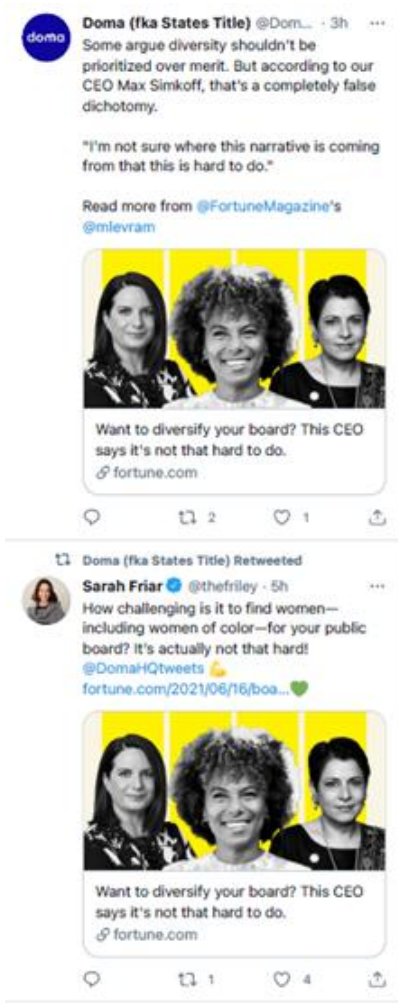 doma
Doma (fka States Title) @Dom... · 3h ...
Some argue diversity shouldn't be
prioritized over merit. But according to our
CEO Max Simkoff, that's a completely false
dichotomy.
"I'm not sure where this narrative is coming
from that this is hard to do."
Read more from @FortuneMagazine's
@mlevram
Want to diversify your board? This CEO
says it's not that hard to do.
fortune.com
2 1
Doma (fka States Title) Retweeted
Sarah Friar @thefriley · 5h ...
How challenging is it to find women—
including women of color—for your public
board? It's actually not that hard!
@DomaHQtweets 💪
fortune.com/2021/06/16/boa...💚
Want to diversify your board? This CEO
says it's not that hard to do.
fortune.com
1 4